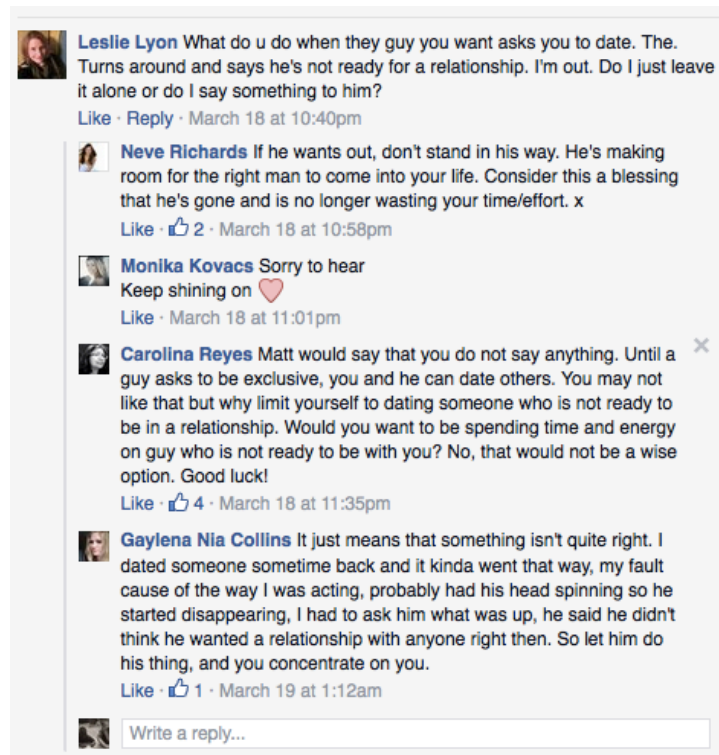 Leslie Lyon What do u do when they guy you want asks you to date. The.
Turns around and says he's not ready for a relationship. I'm out. Do I just leave
it alone or do I say something to him?
Like · Reply · March 18 at 10:40pm
Neve Richards If he wants out, don't stand in his way. He's making
room for the right man to come into your life. Consider this a blessing
that he's gone and is no longer wasting your time/effort. x
Like · 2 · March 18 at 10:58pm
Monika Kovacs Sorry to hear
Keep shining on
Like · March 18 at 11:01pm
Carolina Reyes Matt would say that you do not say anything. Until a
guy asks to be exclusive, you and he can date others. You may not
like that but why limit yourself to dating someone who is not ready to
be in a relationship. Would you want to be spending time and energy
on guy who is not ready to be with you? No, that would not be a wise
option. Good luck!
Like · 4 · March 18 at 11:35pm
Gaylena Nia Collins It just means that something isn't quite right. I
dated someone sometime back and it kinda went that way, my fault
cause of the way I was acting, probably had his head spinning so he
started disappearing, I had to ask him what was up, he said he didn't
think he wanted a relationship with anyone right then. So let him do
his thing, and you concentrate on you.
Like · 1 · March 19 at 1:12am
Write a reply...